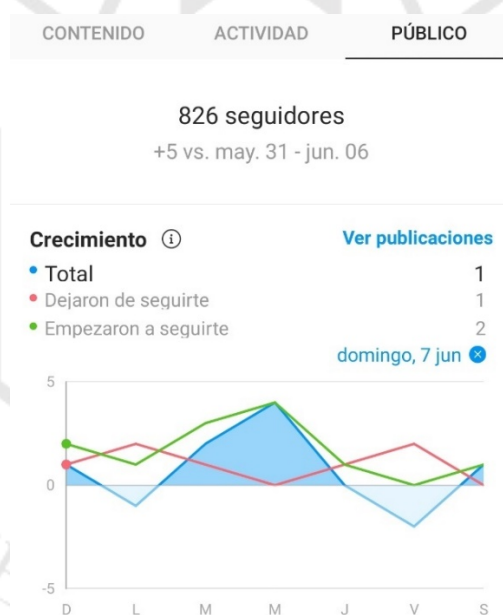 CONTENIDO ACTIVIDAD PÚBLICO
826 seguidores
+5 vs. may. 31 - jun. 06
Crecimiento Ver publicaciones
Total 1
Dejaron de seguirte 1
Empezaron a seguirte 2
domingo, 7 jun
5
0
-5
D L M M J V S